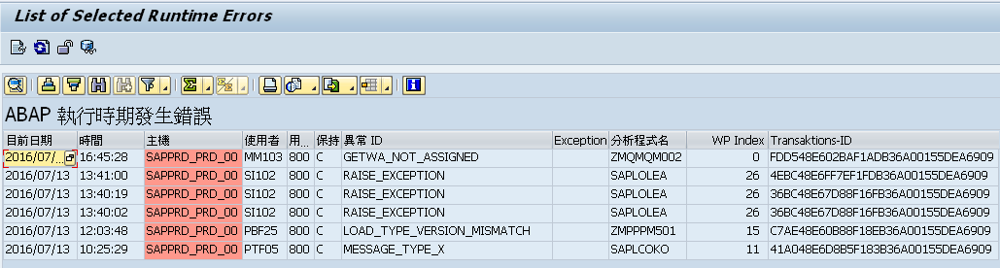 List of Selected Runtime Errors
ABAP 執行時期發生錯誤
目前日期 時間 主機 使用者 用... 保持 異常 ID Exception 分析程式名 WP Index Transaktions-ID
2016/07/... 16:45:28 SAPPRD_PRD_00 MM103 800 C GETWA_NOT_ASSIGNED ZMQMQM002 0 FDD548E602BAF1ADB36A00155DEA6909
2016/07/13 13:41:00 SAPPRD_PRD_00 SI102 800 C RAISE_EXCEPTION SAPLOLEA 26 4EBC48E6FF7EF1FDB36A00155DEA6909
2016/07/13 13:40:19 SAPPRD_PRD_00 SI102 800 C RAISE_EXCEPTION SAPLOLEA 26 36BC48E67D88F16FB36A00155DEA6909
2016/07/13 13:40:02 SAPPRD_PRD_00 SI102 800 C RAISE_EXCEPTION SAPLOLEA 26 36BC48E67D88F16FB36A00155DEA6909
2016/07/13 12:03:48 SAPPRD_PRD_00 PBF25 800 C LOAD_TYPE_VERSION_MISMATCH ZMPPPM501 15 C7AE48E60B88F18EB36A00155DEA6909
2016/07/13 10:25:29 SAPPRD_PRD_00 PTF05 800 C MESSAGE_TYPE_X SAPLCOKO 11 41A048E6D8B5F183B36A00155DEA6909